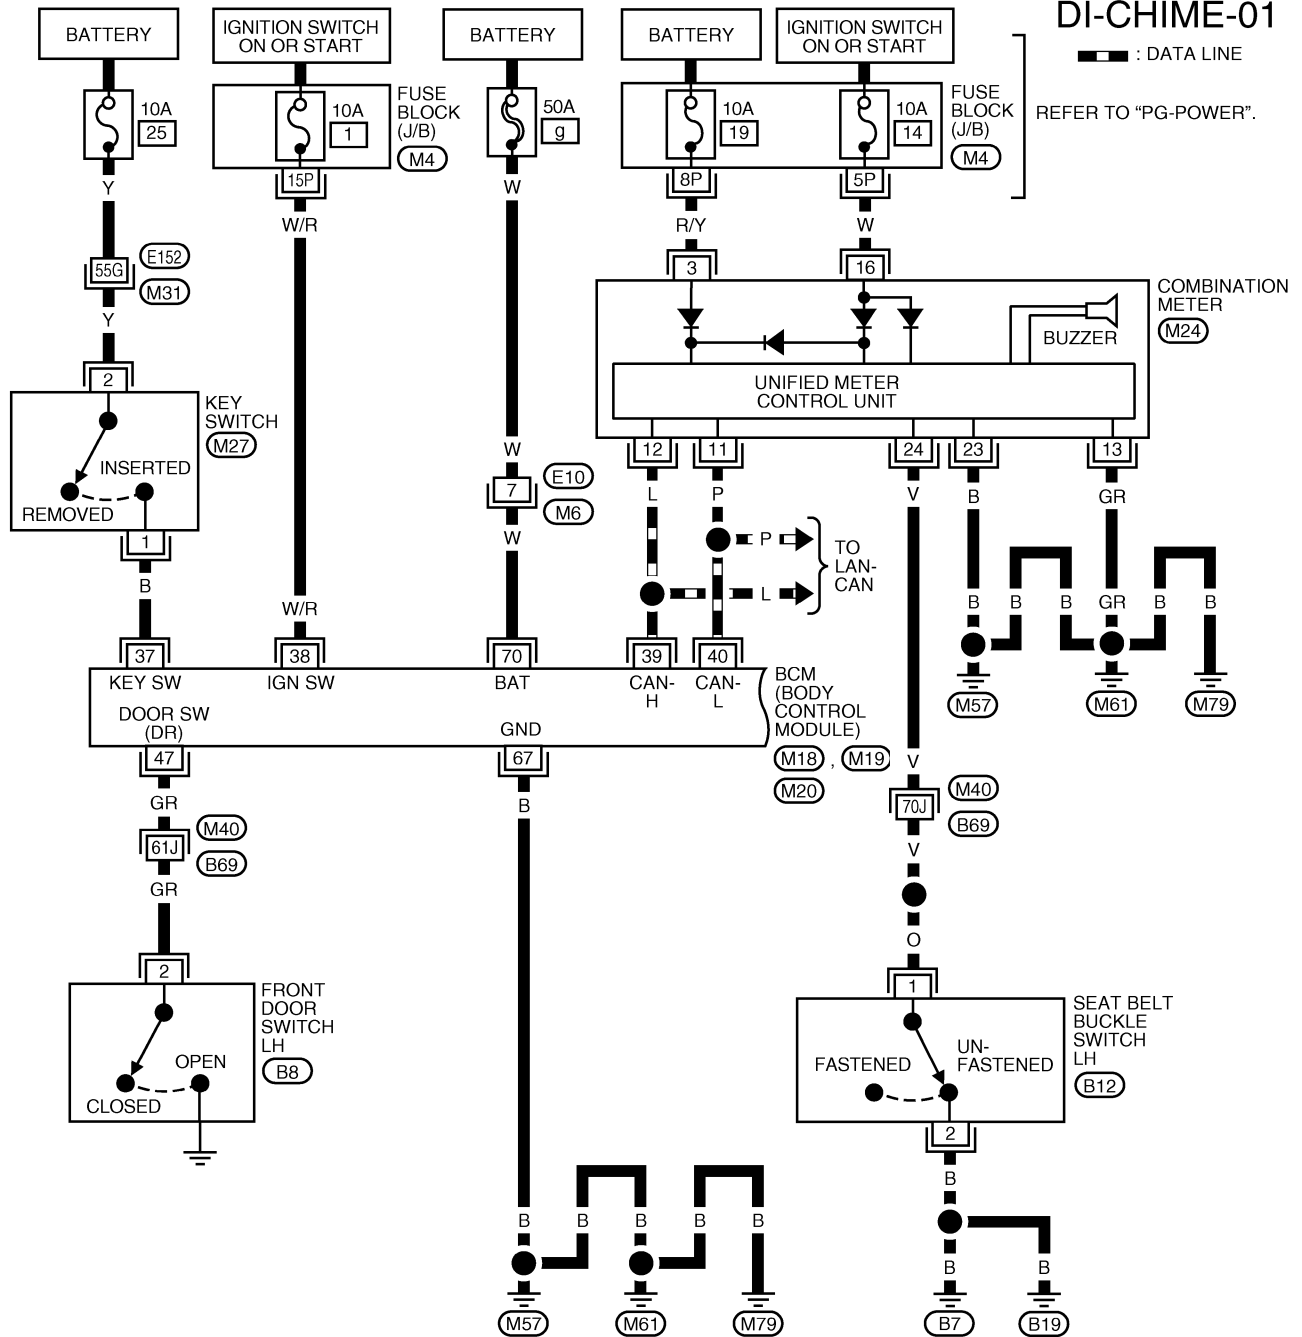 DI-CHIME-01
: DATA LINE
REFER TO “PG-POWER”.
BATTERY
IGNITION SWITCH
ON OR START
BATTERY
BATTERY
IGNITION SWITCH
ON OR START
10A
25
10A
1
FUSE
BLOCK
(J/B)
M4
50A
g
10A
19
10A
14
FUSE
BLOCK
(J/B)
M4
15P
8P
5P
Y
W/R
W
R/Y
W
55G
E152
M31
Y
3
16
COMBINATION
METER
M24
BUZZER
UNIFIED METER
CONTROL UNIT
2
KEY
SWITCH
M27
INSERTED
REMOVED
1
B
W/R
W
7
E10
M6
W
12
11
24
23
13
L
P
V
B
GR
P
L
TO
LAN-
CAN
B
B
B
GR
B
B
M57
M61
M79
37
38
70
39
40
KEY SW
IGN SW
BAT
CAN-
H
CAN-
L
DOOR SW
(DR)
GND
BCM
(BODY
CONTROL
MODULE)
M18 , M19
M20
47
67
GR
B
61J
M40
B69
GR
V
70J
M40
B69
V
O
2
FRONT
DOOR
SWITCH
LH
B8
OPEN
CLOSED
1
SEAT BELT
BUCKLE
SWITCH
LH
B12
FASTENED
UN-
FASTENED
2
B
B
B
B
B
B
B
B
M57
M61
M79
B7
B19